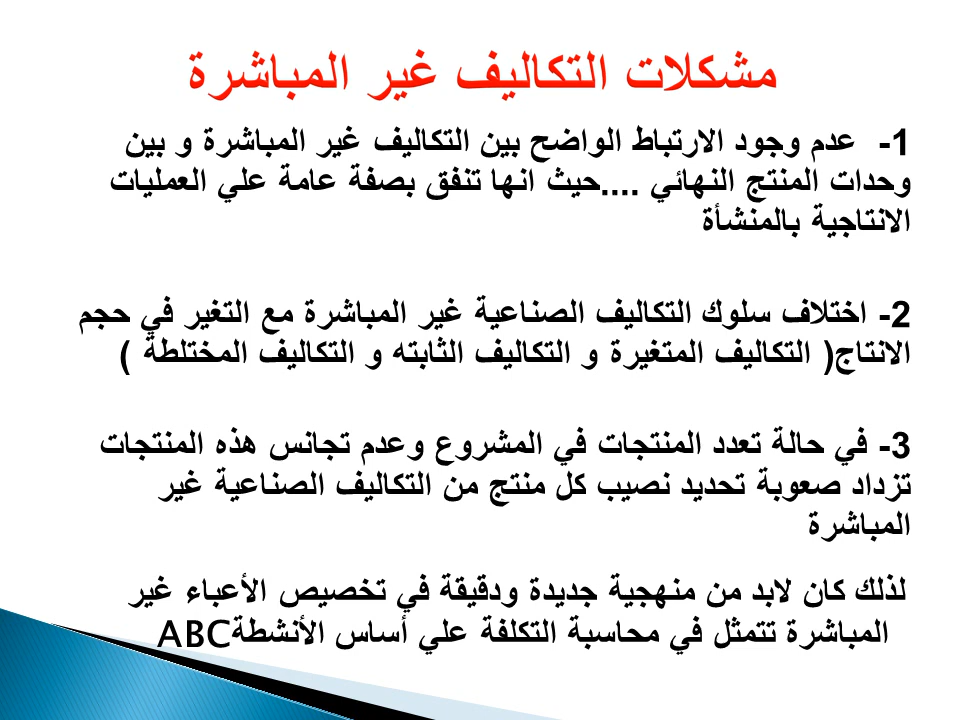 مشكلات التكاليف غير المباشرة
1- عدم وجود الارتباط الواضح بين التكاليف غير المباشرة و بين
وحدات المنتج النهائي ....حيث انها تنفق بصفة عامة علي العمليات
الانتاجية بالمنشأة
2- اختلاف سلوك التكاليف الصناعية غير المباشرة مع التغير في حجم
الانتاج( التكاليف المتغيرة و التكاليف الثابته و التكاليف المختلطة )
3- في حالة تعدد المنتجات في المشروع وعدم تجانس هذه المنتجات
تزداد صعوبة تحديد نصيب كل منتج من التكاليف الصناعية غير
المباشرة
لذلك كان لابد من منهجية جديدة ودقيقة في تخصيص الأعباء غير
المباشرة تتمثل في محاسبة التكلفة علي أساس الأنشطةABC